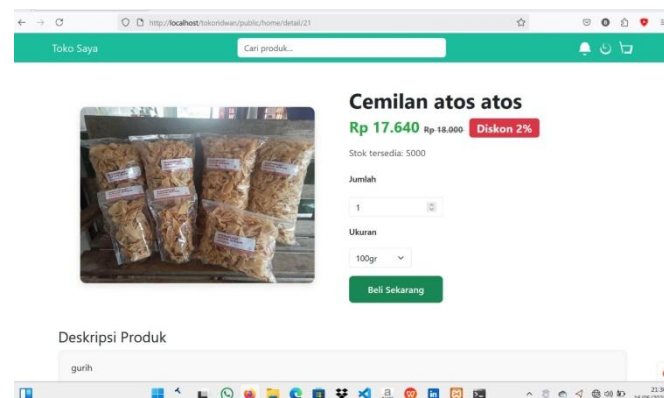 http://localhost/tokoridwan/public/home/detail/21
Toko Saya
Cari produk...
Cemilan atos atos
Rp 17.640 Rp 18.000 Diskon 2%
Stok tersedia: 5000
Jumlah
1
Ukuran
100gr
Beli Sekarang
Deskripsi Produk
gurih